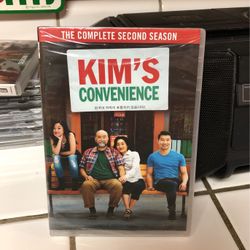 THE COMPLETE SECOND SEASON
KIM'S
CONVENIENCE